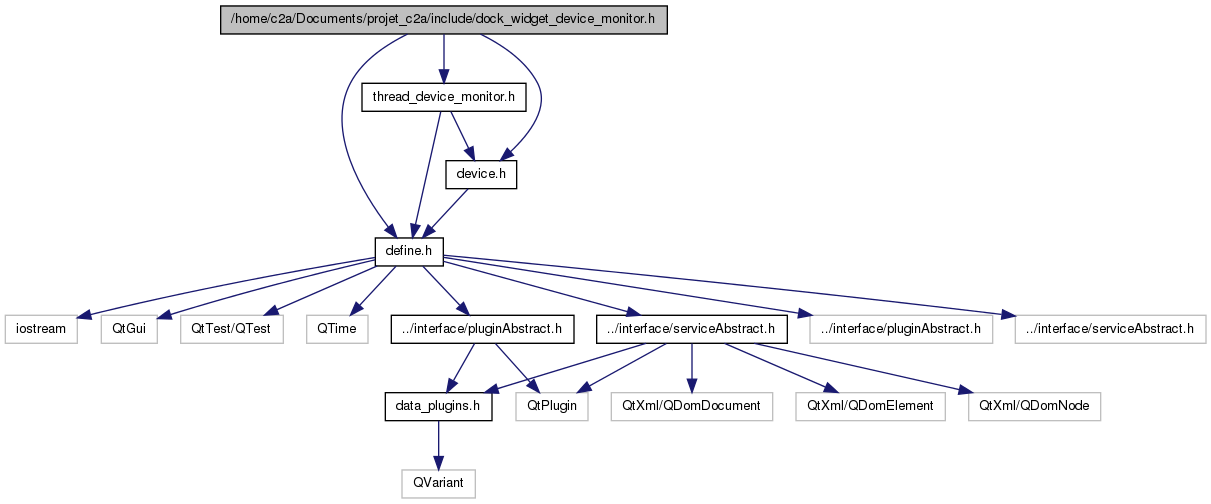 /home/c2a/Documents/projet_c2a/include/dock_widget_device_monitor.h
thread_device_monitor.h
device.h
define.h
iostream
QtGui
QtTest/QTest
QTime
../interface/pluginAbstract.h
../interface/serviceAbstract.h
../interface/pluginAbstract.h
../interface/serviceAbstract.h
data_plugins.h
QtPlugin
QtXml/QDomDocument
QtXml/QDomElement
QtXml/QDomNode
QVariant